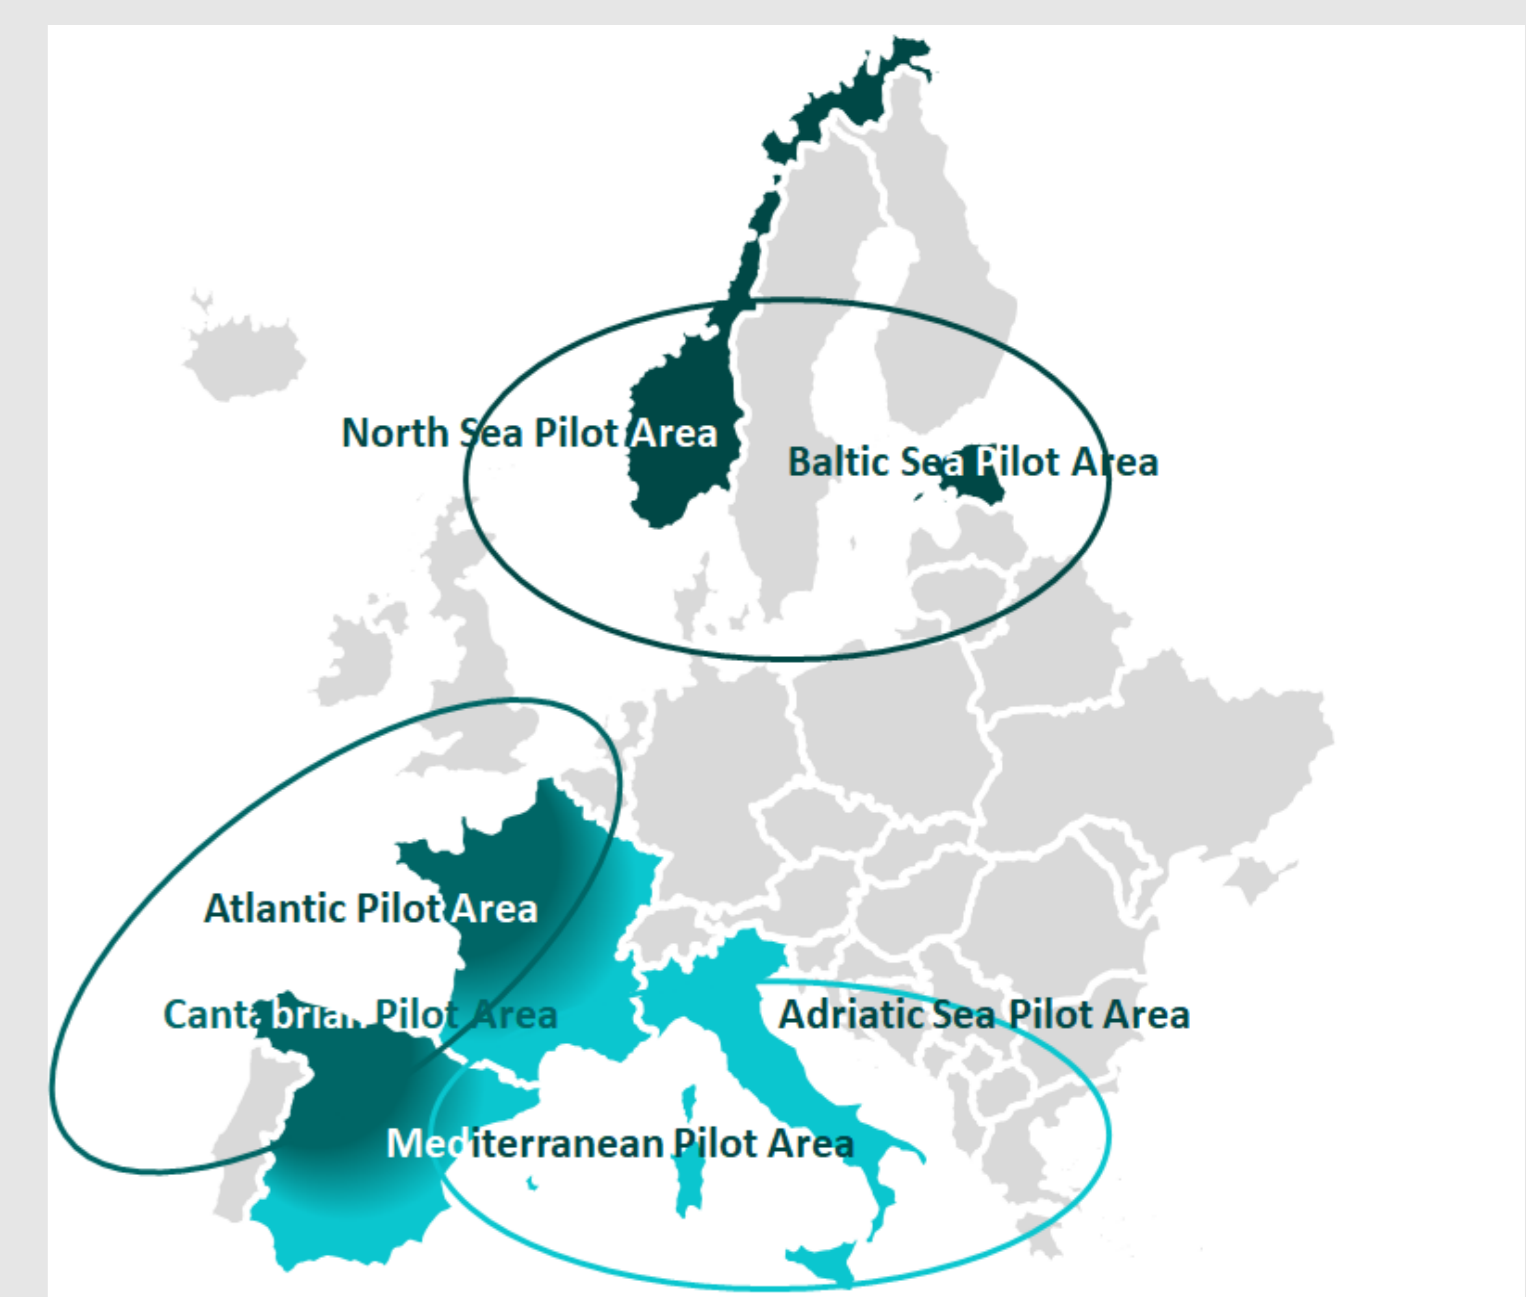 North Sea Pilot Area
Baltic Sea Pilot Area
Atlantic Pilot Area
Cantabrian Pilot Area
Adriatic Sea Pilot Area
Mediterranean Pilot Area